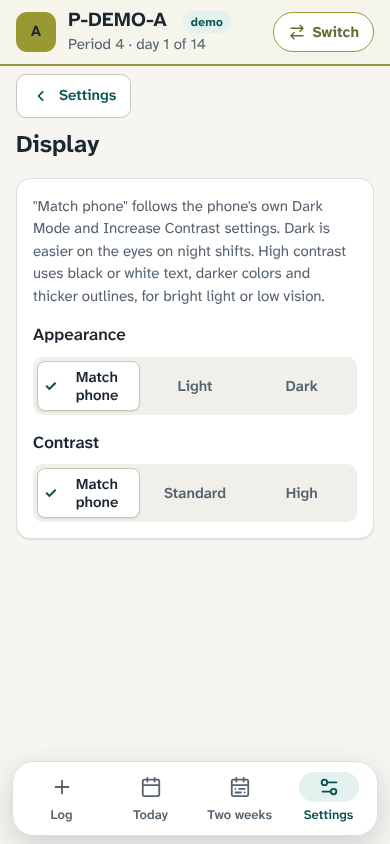 A
P-DEMO-A
demo
Period 4 · day 1 of 14
Switch
Settings
Display
"Match phone" follows the phone's own Dark
Mode and Increase Contrast settings. Dark is
easier on the eyes on night shifts. High contrast
uses black or white text, darker colors and
thicker outlines, for bright light or low vision.
Appearance
Match
phone
Light
Dark
Contrast
Match
phone
Standard
High
Log
Today
Two weeks
Settings